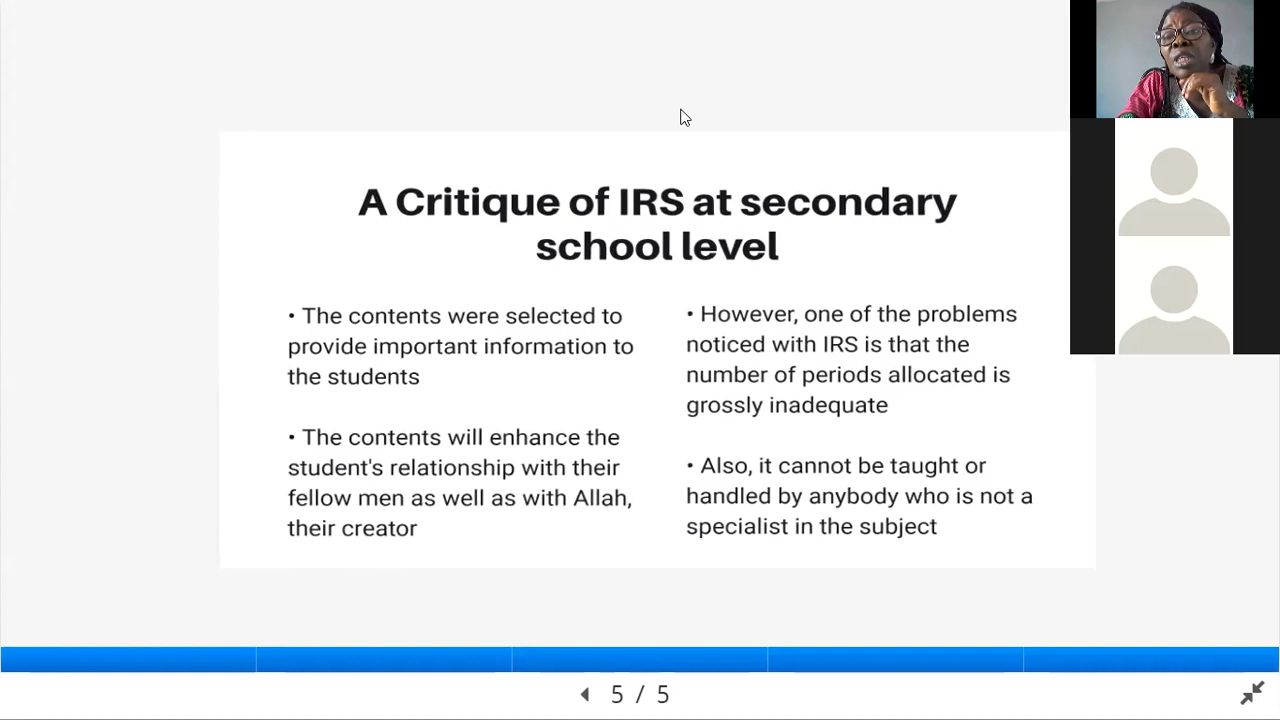 A Critique of IRS at secondary
school level
• The contents were selected to
provide important information to
the students
• The contents will enhance the
student's relationship with their
fellow men as well as with Allah,
their creator
• However, one of the problems
noticed with IRS is that the
number of periods allocated is
grossly inadequate
• Also, it cannot be taught or
handled by anybody who is not a
specialist in the subject
5 / 5